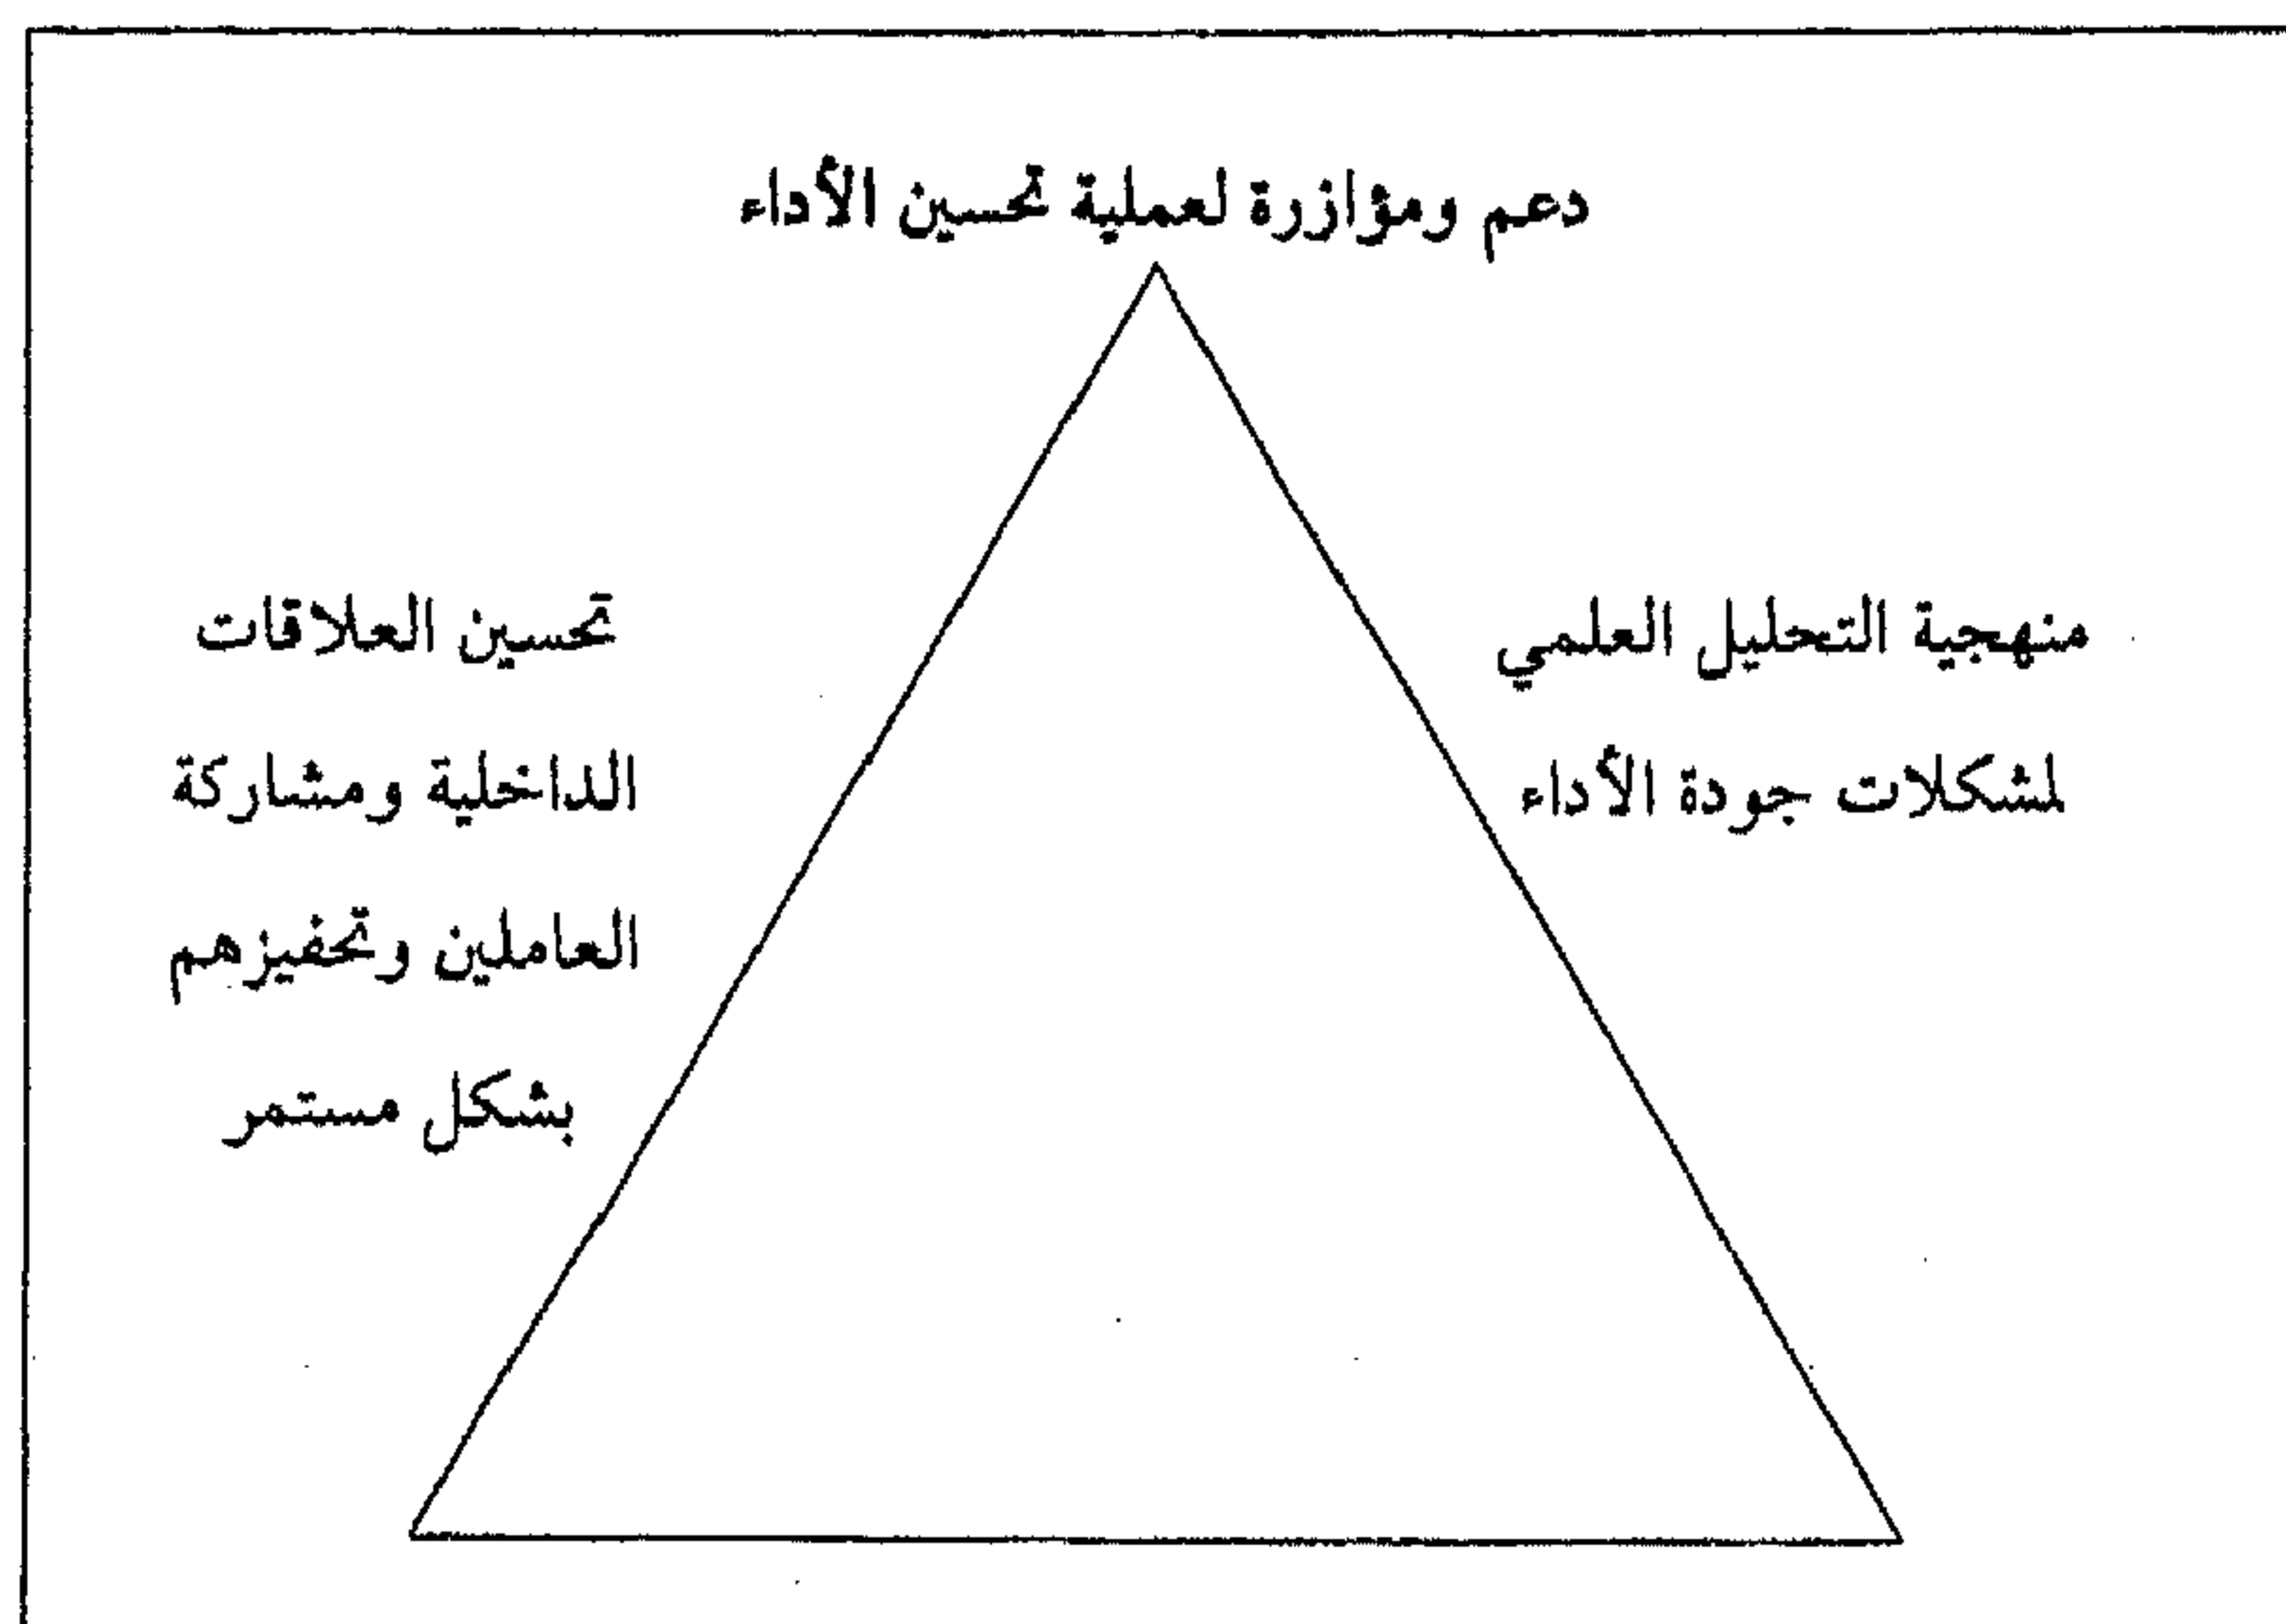 دعم ومؤازرة لعملية تحسين الأداء
منهجية التحليل العلمي
لمشكلات جودة الأداء
تحسين العلاقات
الداخلية ومشاركة
العاملين وتحفيزهم
بشكل مستمر